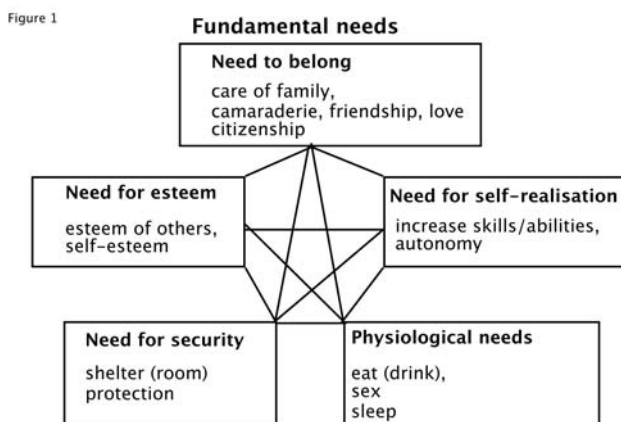 Figure 1
Fundamental needs
Need to belong
care of family,
camaraderie, friendship, love
citizenship
Need for esteem
esteem of others,
self-esteem
Need for self-realisation
increase skills/abilities,
autonomy
Need for security
shelter (room)
protection
Physiological needs
eat (drink),
sex
sleep